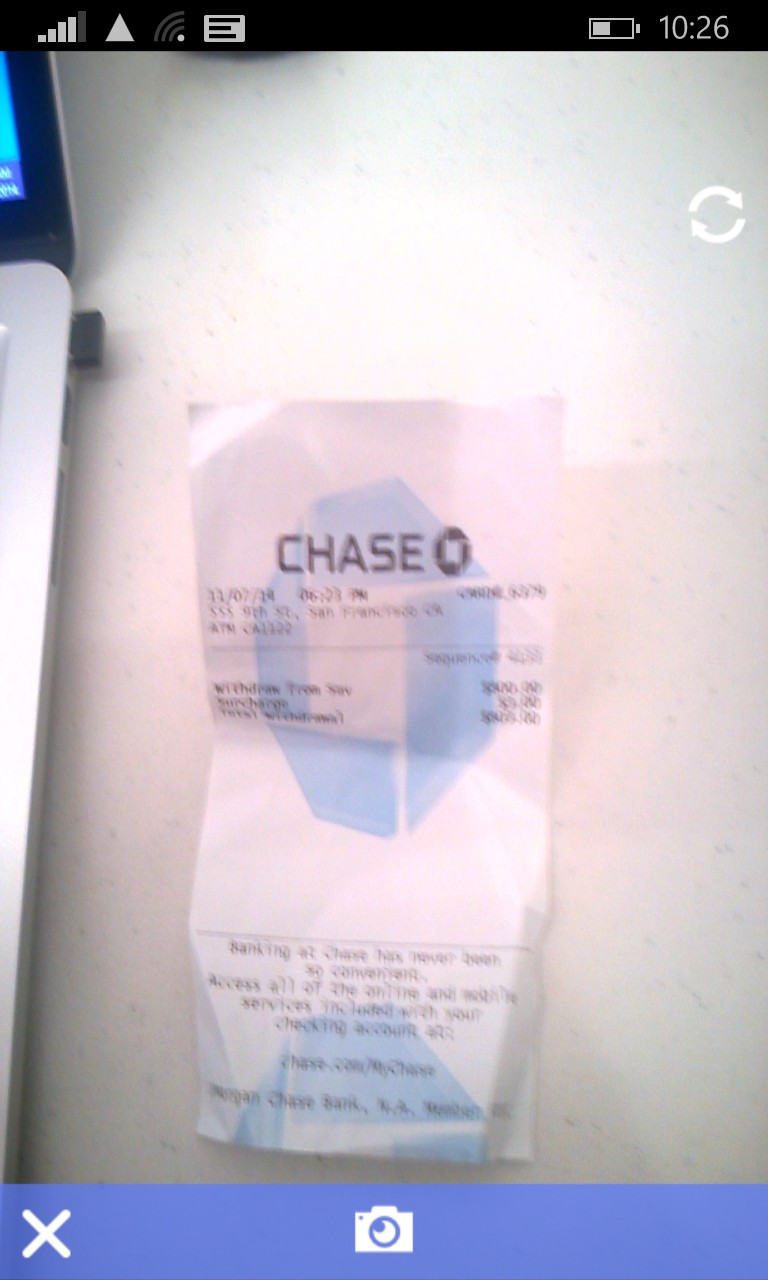 10:26
CHASE
11/07/14 06:23 PM
555 9th St., San Francisco CA
ATM CA1122
Sequence#
Withdraw from Sav
Surcharge
Total Withdrawal
Banking at Chase has never been
so convenient.
Access all of the online and mobile
services included with your
checking account at:
Chase.com/MyChase
Morgan Chase Bank, N.A. Member